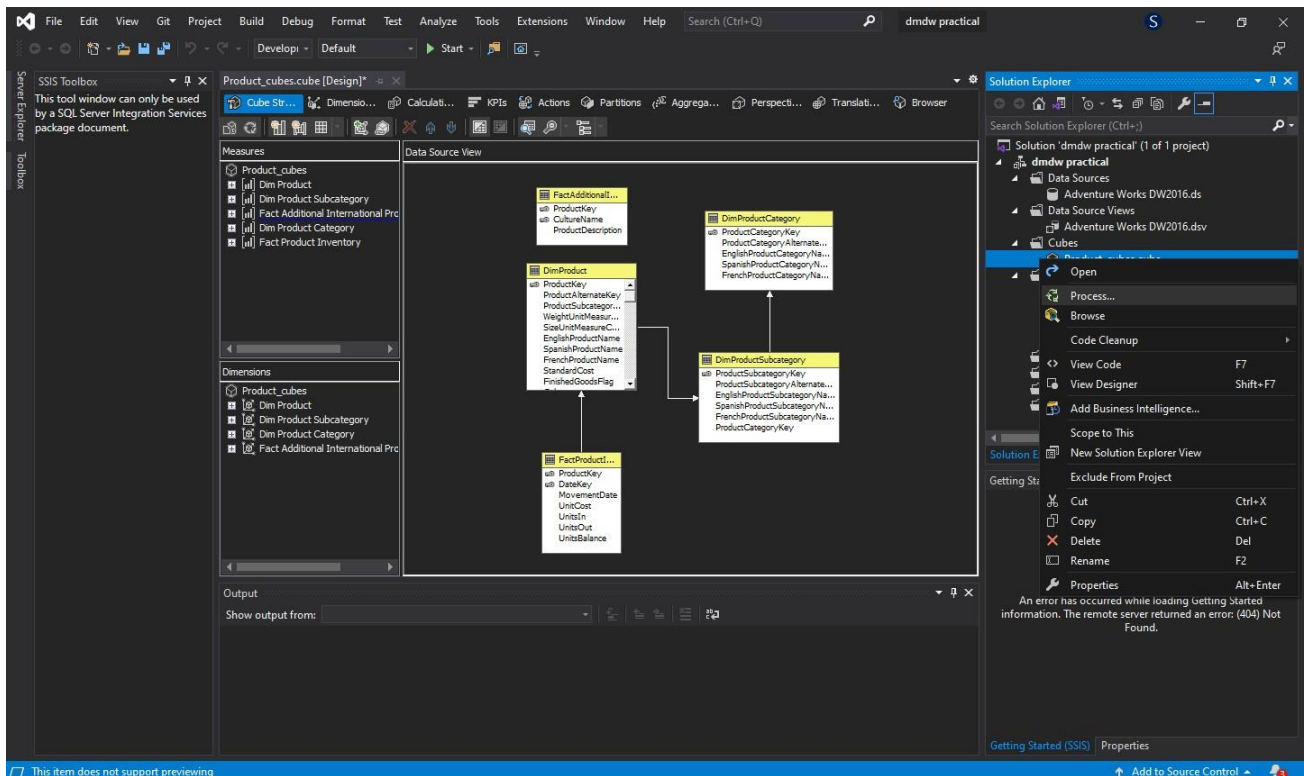 File Edit View Git Project Build Debug Format Test Analyze Tools Extensions Window Help Search (Ctrl+Q) dmdw practical S
Developi Default Start
Server Explorer
Toolbox
SSIS Toolbox
This tool window can only be used
by a SQL Server Integration Services
package document.
Product_cubes.cube [Design]*
Cube Str... Dimensio... Calculati... KPIs Actions Partitions Aggrega... Perspecti... Translati... Browser
Measures
Product_cubes
Dim Product
Dim Product Subcategory
Fact Additional International Prc
Dim Product Category
Fact Product Inventory
Dimensions
Product_cubes
Dim Product
Dim Product Subcategory
Dim Product Category
Fact Additional International Prc
Data Source View
FactAdditionalI...
ProductKey
CultureName
ProductDescription
DimProductCategory
ProductCategoryKey
ProductCategoryAlternate...
EnglishProductCategoryNa...
SpanishProductCategoryN...
FrenchProductCategoryNa...
DimProduct
ProductKey
ProductAlternateKey
ProductSubcategor...
WeightUnitMeasur...
SizeUnitMeasureC...
EnglishProductName
SpanishProductName
FrenchProductName
StandardCost
FinishedGoodsFlag
DimProductSubcategory
ProductSubcategoryKey
ProductSubcategoryAlternate...
EnglishProductSubcategoryNa...
SpanishProductSubcategoryN...
FrenchProductSubcategoryNa...
ProductCategoryKey
FactProductI...
ProductKey
DateKey
MovementDate
UnitCost
UnitsIn
UnitsOut
UnitsBalance
Output
Show output from:
Solution Explorer
Search Solution Explorer (Ctrl+;)
Solution 'dmdw practical' (1 of 1 project)
dmdw practical
Data Sources
Adventure Works DW2016.ds
Data Source Views
Adventure Works DW2016.dsv
Cubes
Product_cubes.cube
Open
Process...
Browse
Code Cleanup
View Code F7
View Designer Shift+F7
Add Business Intelligence...
Scope to This
New Solution Explorer View
Exclude From Project
Cut Ctrl+X
Copy Ctrl+C
Delete Del
Rename F2
Properties Alt+Enter
Solution E
Getting Sta
An error has occurred while loading Getting Started
information. The remote server returned an error: (404) Not
Found.
Getting Started (SSIS) Properties
This item does not support previewing
Add to Source Control